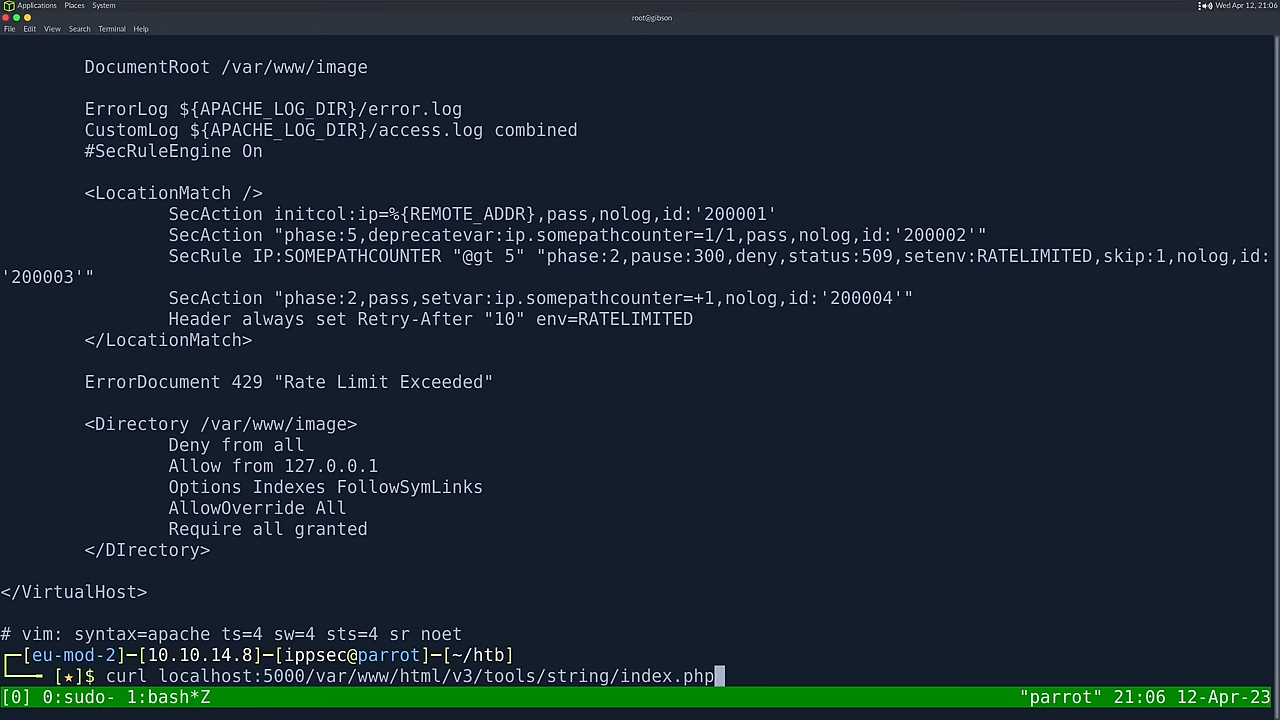 Applications Places System Wed Apr 12, 21:06
root@gibson
File Edit View Search Terminal Help
DocumentRoot /var/www/image
ErrorLog ${APACHE_LOG_DIR}/error.log
CustomLog ${APACHE_LOG_DIR}/access.log combined
#SecRuleEngine On
<LocationMatch />
SecAction initcol:ip=%{REMOTE_ADDR},pass,nolog,id:'200001'
SecAction "phase:5,deprecatevar:ip.somepathcounter=1/1,pass,nolog,id:'200002'"
SecRule IP:SOMEPATHCOUNTER "@gt 5" "phase:2,pause:300,deny,status:509,setenv:RATELIMITED,skip:1,nolog,id:
'200003'"
SecAction "phase:2,pass,setvar:ip.somepathcounter=+1,nolog,id:'200004'"
Header always set Retry-After "10" env=RATELIMITED
</LocationMatch>
ErrorDocument 429 "Rate Limit Exceeded"
<Directory /var/www/image>
Deny from all
Allow from 127.0.0.1
Options Indexes FollowSymLinks
AllowOverride All
Require all granted
</DIrectory>
</VirtualHost>
# vim: syntax=apache ts=4 sw=4 sts=4 sr noet
┌─[eu-mod-2]─[10.10.14.8]─[ippsec@parrot]─[~/htb]
└──╼ [★]$ curl localhost:5000/var/www/html/v3/tools/string/index.php
[0] 0:sudo- 1:bash*Z "parrot" 21:06 12-Apr-23